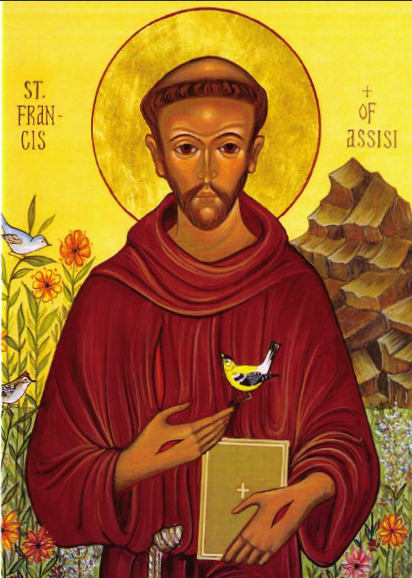 ST.
FRAN-
CIS
+
OF
ASSISI